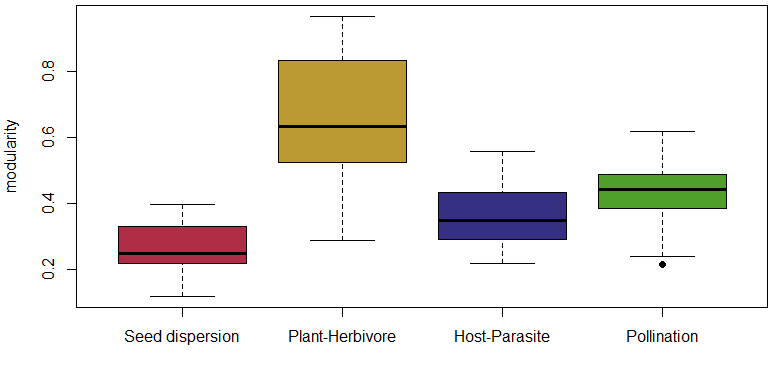 modularity
0.8
0.6
0.4
0.2
Seed dispersion Plant-Herbivore Host-Parasite Pollination